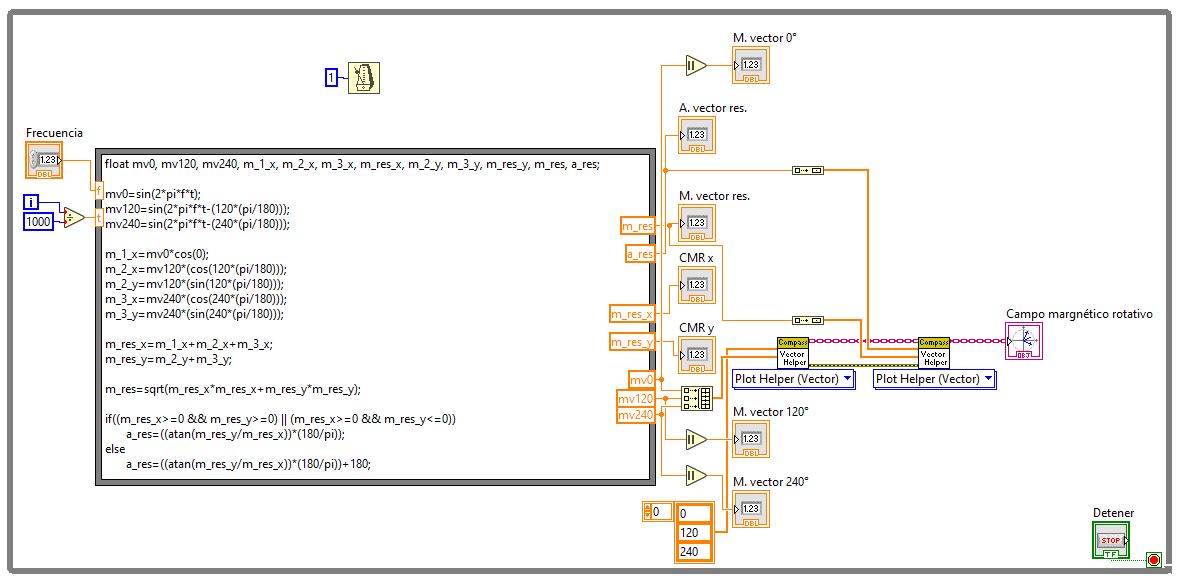 M. vector 0°
1.23
DBL
1
A. vector res.
1.23
DBL
Frecuencia
1.23
DBL
f
i
1000
÷
t
float mv0, mv120, mv240, m_1_x, m_2_x, m_3_x, m_res_x, m_2_y, m_3_y, m_res_y, m_res, a_res;
mv0=sin(2*pi*f*t);
mv120=sin(2*pi*f*t-(120*(pi/180)));
mv240=sin(2*pi*f*t-(240*(pi/180)));
m_1_x=mv0*cos(0);
m_2_x=mv120*(cos(120*(pi/180)));
m_2_y=mv120*(sin(120*(pi/180)));
m_3_x=mv240*(cos(240*(pi/180)));
m_3_y=mv240*(sin(240*(pi/180)));
m_res_x=m_1_x+m_2_x+m_3_x;
m_res_y=m_2_y+m_3_y;
m_res=sqrt(m_res_x*m_res_x+m_res_y*m_res_y);
if((m_res_x>=0 && m_res_y>=0) || (m_res_x>=0 && m_res_y<=0))
a_res=((atan(m_res_y/m_res_x))*(180/pi));
else
a_res=((atan(m_res_y/m_res_x))*(180/pi))+180;
m_res
a_res
m_res_x
m_res_y
mv0
mv120
mv240
M. vector res.
1.23
DBL
CMR x
1.23
DBL
CMR y
1.23
DBL
Compass
Vector
Helper
Plot Helper (Vector)
Compass
Vector
Helper
Plot Helper (Vector)
Campo margnético rotativo
OBJ
M. vector 120°
1.23
DBL
M. vector 240°
1.23
DBL
0
0
120
240
Detener
STOP
TF